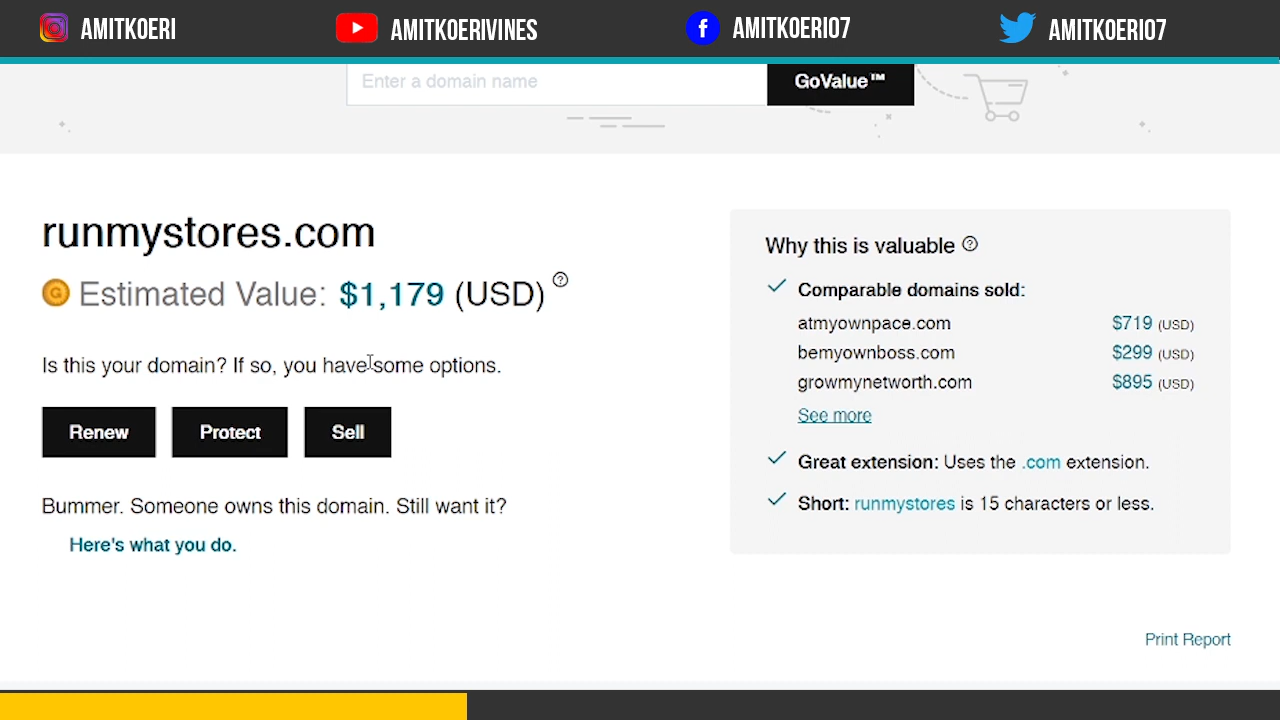 AMITKOERI
AMITKOERIVINES
AMITKOERI07
AMITKOERI07
Enter a domain name
GoValue™
runmystores.com
G Estimated Value: $1,179 (USD) ?
Is this your domain? If so, you have some options.
Renew
Protect
Sell
Bummer. Someone owns this domain. Still want it?
Here's what you do.
Why this is valuable ?
Comparable domains sold:
atmyownpace.com $719 (USD)
bemyownboss.com $299 (USD)
growmynetworth.com $895 (USD)
See more
Great extension: Uses the .com extension.
Short: runmystores is 15 characters or less.
Print Report